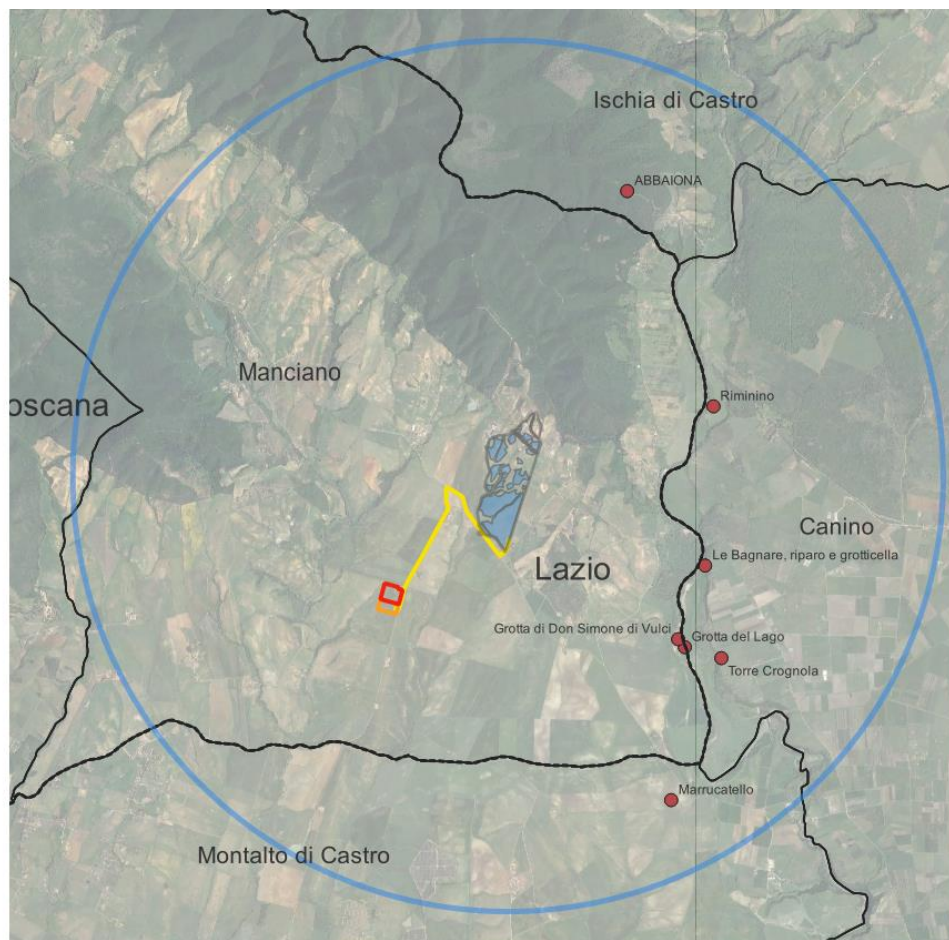 Ischia di Castro
ABBAIONA
Manciano
oscana
Riminino
Canino
Le Bagnare, riparo e grotticella
Lazio
Grotta di Don Simone di Vulci
Grotta del Lago
Torre Crognola
Marrucatello
Montalto di Castro